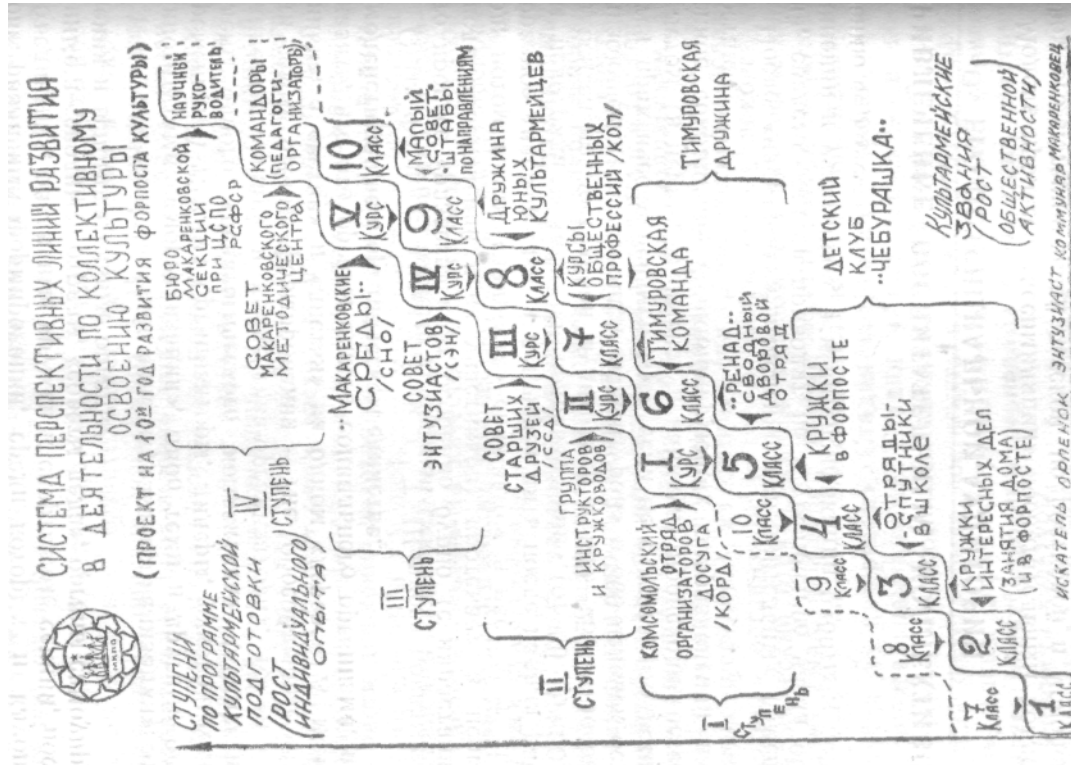 СИСТЕМА ПЕРСПЕКТИВНЫХ ЛИНИЙ РАЗВИТИЯ
В ДЕЯТЕЛЬНОСТИ ПО КОЛЛЕКТИВНОМУ
ОСВОЕНИЮ КУЛЬТУРЫ
(ПРОЕКТ НА 10Й ГОД РАЗВИТИЯ ФОРПОСТА КУЛЬТУРЫ)
СТУПЕНИ
ПО ПРОГРАММЕ
КУЛЬТАРМЕЙСКОЙ
ПОДГОТОВКИ
(РОСТ
ИНДИВИДУАЛЬНОГО
ОПЫТА)
IV
СТУПЕНЬ
БЮРО
МАКАРЕНКОВСКОЙ
СЕКЦИИ
ПРИ ЦС ПО
РСФСР
НАУЧНЫЙ
РУКО-
ВОДИТЕЛЬ
СОВЕТ
МАКАРЕНКОВСКОГО
МЕТОДИЧЕСКОГО
ЦЕНТРА
КОМАНДОРЫ
(ПЕДАГОГИ-
ОРГАНИЗАТОРЫ)
III
СТУПЕНЬ
"МАКАРЕНКОВСКИЕ
СРЕДЫ"
/СНО/
V
КУРС
10
КЛАСС
СОВЕТ
ЭНТУЗИАСТОВ
/СЭН/
IV
КУРС
9
КЛАСС
МАЛЫЙ
СОВЕТ-
-ШТАБЫ
ПО НАПРАВЛЕНИЯМ
II
СТУПЕНЬ
СОВЕТ
СТАРШИХ
ДРУЗЕЙ
/ССД/
III
КУРС
8
КЛАСС
ДРУЖИНА
ЮНЫХ
КУЛЬТАРМЕЙЦЕВ
ГРУППА
ИНСТРУКТОРОВ
И КРУЖКОВОДОВ
II
КУРС
7
КЛАСС
КУРСЫ
ОБЩЕСТВЕННЫХ
ПРОФЕССИЙ /КОП/
I
СТУПЕНЬ
КОМСОМОЛЬСКИЙ
ОТРЯД
ОРГАНИЗАТОРОВ
ДОСУГА
/КОРД/
I
КУРС
6
КЛАСС
ТИМУРОВСКАЯ
КОМАНДА
ТИМУРОВСКАЯ
ДРУЖИНА
10
КЛАСС
5
КЛАСС
"РЕНАД"-
СВОДНЫЙ
ДВОРОВОЙ
ОТРЯД
9
КЛАСС
4
КЛАСС
КРУЖКИ
В ФОРПОСТЕ
ДЕТСКИЙ
КЛУБ
"ЧЕБУРАШКА"
8
КЛАСС
3
КЛАСС
ОТРЯДЫ-
-СПУТНИКИ
В ШКОЛЕ
7
КЛАСС
2
КЛАСС
КРУЖКИ
ИНТЕРЕСНЫХ ДЕЛ
(ЗАНЯТИЯ ДОМА
И В ФОРПОСТЕ)
1
КЛАСС
КУЛЬТАРМЕЙСКИЕ
ЗВАНИЯ
РОСТ
(ОБЩЕСТВЕННОЙ
АКТИВНОСТИ)
ИСКАТЕЛЬ ОРЛЕНОК ЭНТУЗИАСТ КОММУНАР МАКАРЕНКОВЕЦ